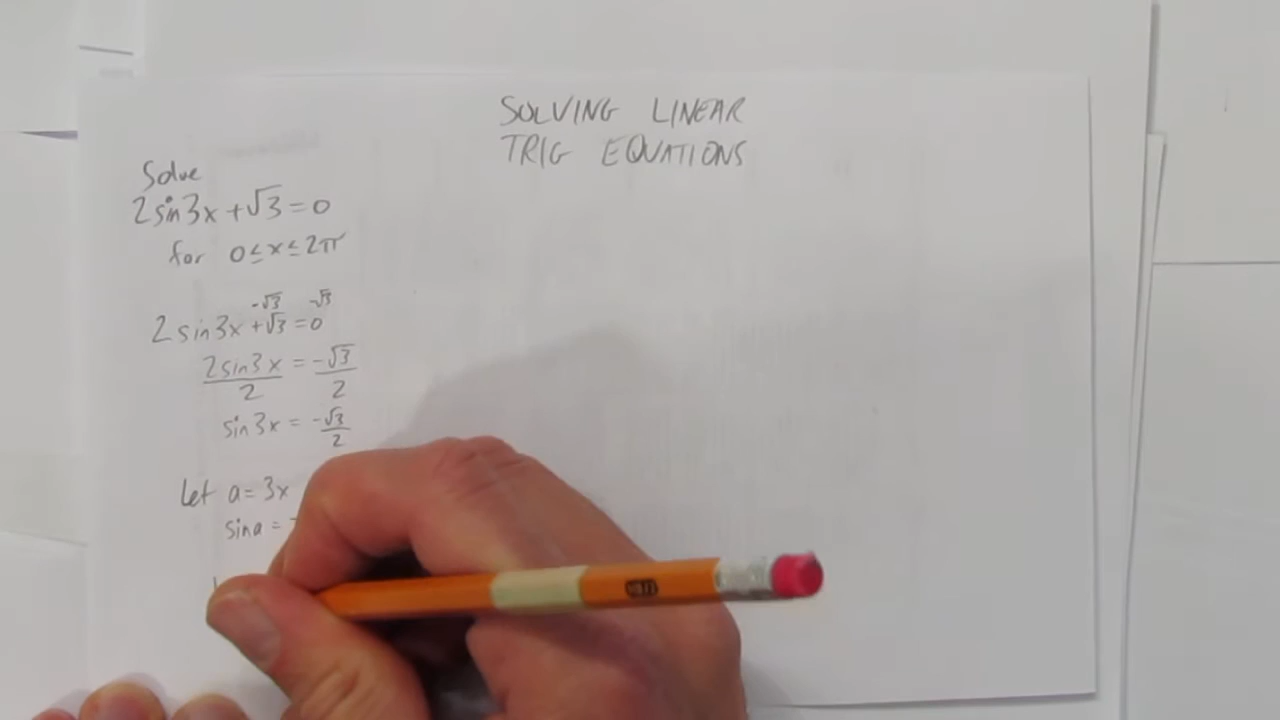 SOLVING LINEAR
TRIG EQUATIONS
Solve
2sin3x+√3=0
for 0≤x≤2π
-√3 -√3
2sin3x+√3=0
2sin3x/2 = -√3/2
sin3x = -√3/2
Let a=3x
sina =